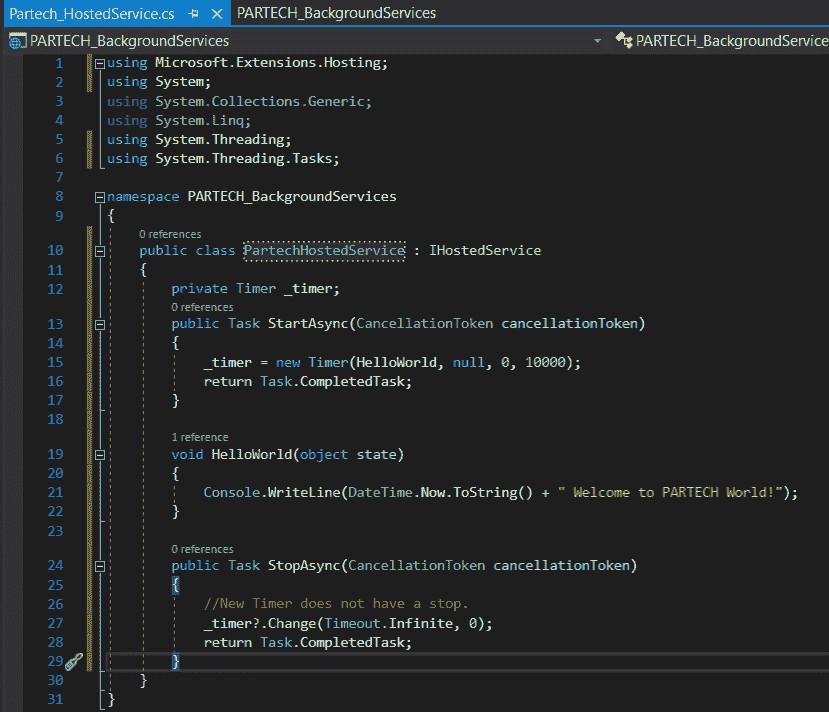 Partech_HostedService.cs PARTECH_BackgroundServices
PARTECH_BackgroundServices PARTECH_BackgroundService
1 using Microsoft.Extensions.Hosting;
2 using System;
3 using System.Collections.Generic;
4 using System.Linq;
5 using System.Threading;
6 using System.Threading.Tasks;
7
8 namespace PARTECH_BackgroundServices
9 {
0 references
10 public class PartechHostedService : IHostedService
11 {
12 private Timer _timer;
0 references
13 public Task StartAsync(CancellationToken cancellationToken)
14 {
15 _timer = new Timer(HelloWorld, null, 0, 10000);
16 return Task.CompletedTask;
17 }
18
1 reference
19 void HelloWorld(object state)
20 {
21 Console.WriteLine(DateTime.Now.ToString() + " Welcome to PARTECH World!");
22 }
23
0 references
24 public Task StopAsync(CancellationToken cancellationToken)
25 {
26 //New Timer does not have a stop.
27 _timer?.Change(Timeout.Infinite, 0);
28 return Task.CompletedTask;
29 }
30 }
31 }